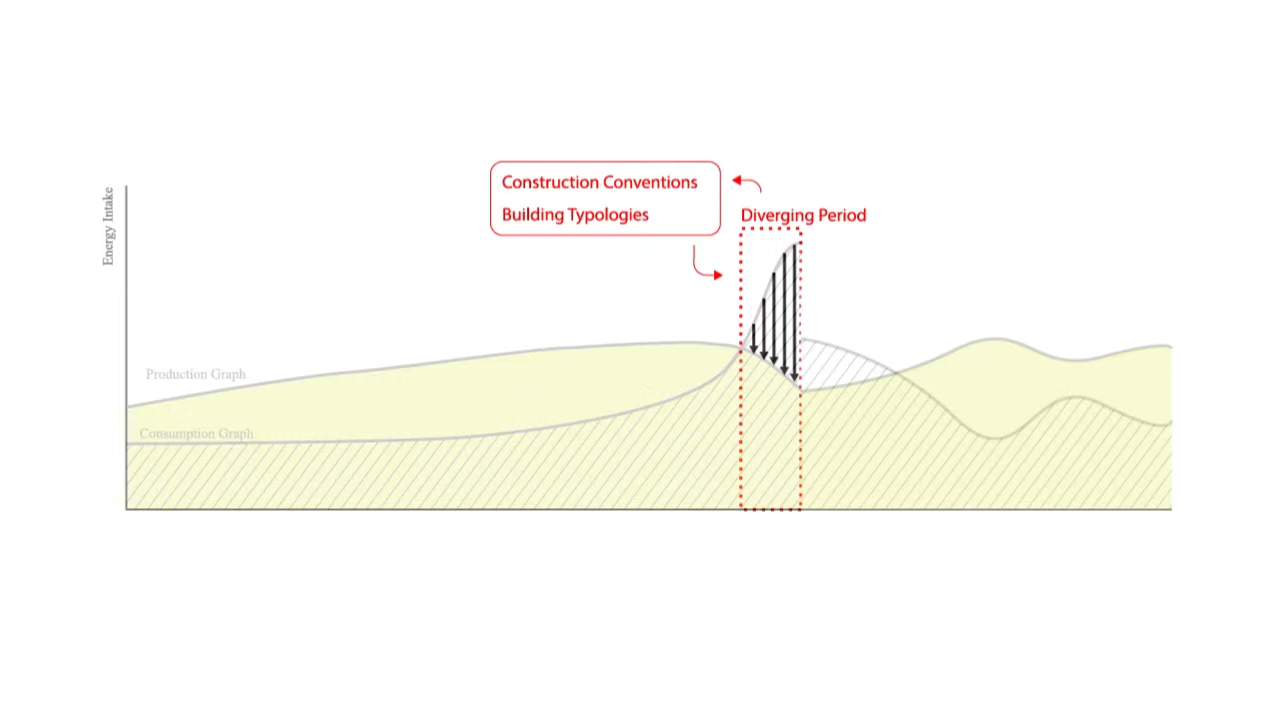 Construction Conventions
Building Typologies
Diverging Period
Energy Intake
Production Graph
Consumption Graph